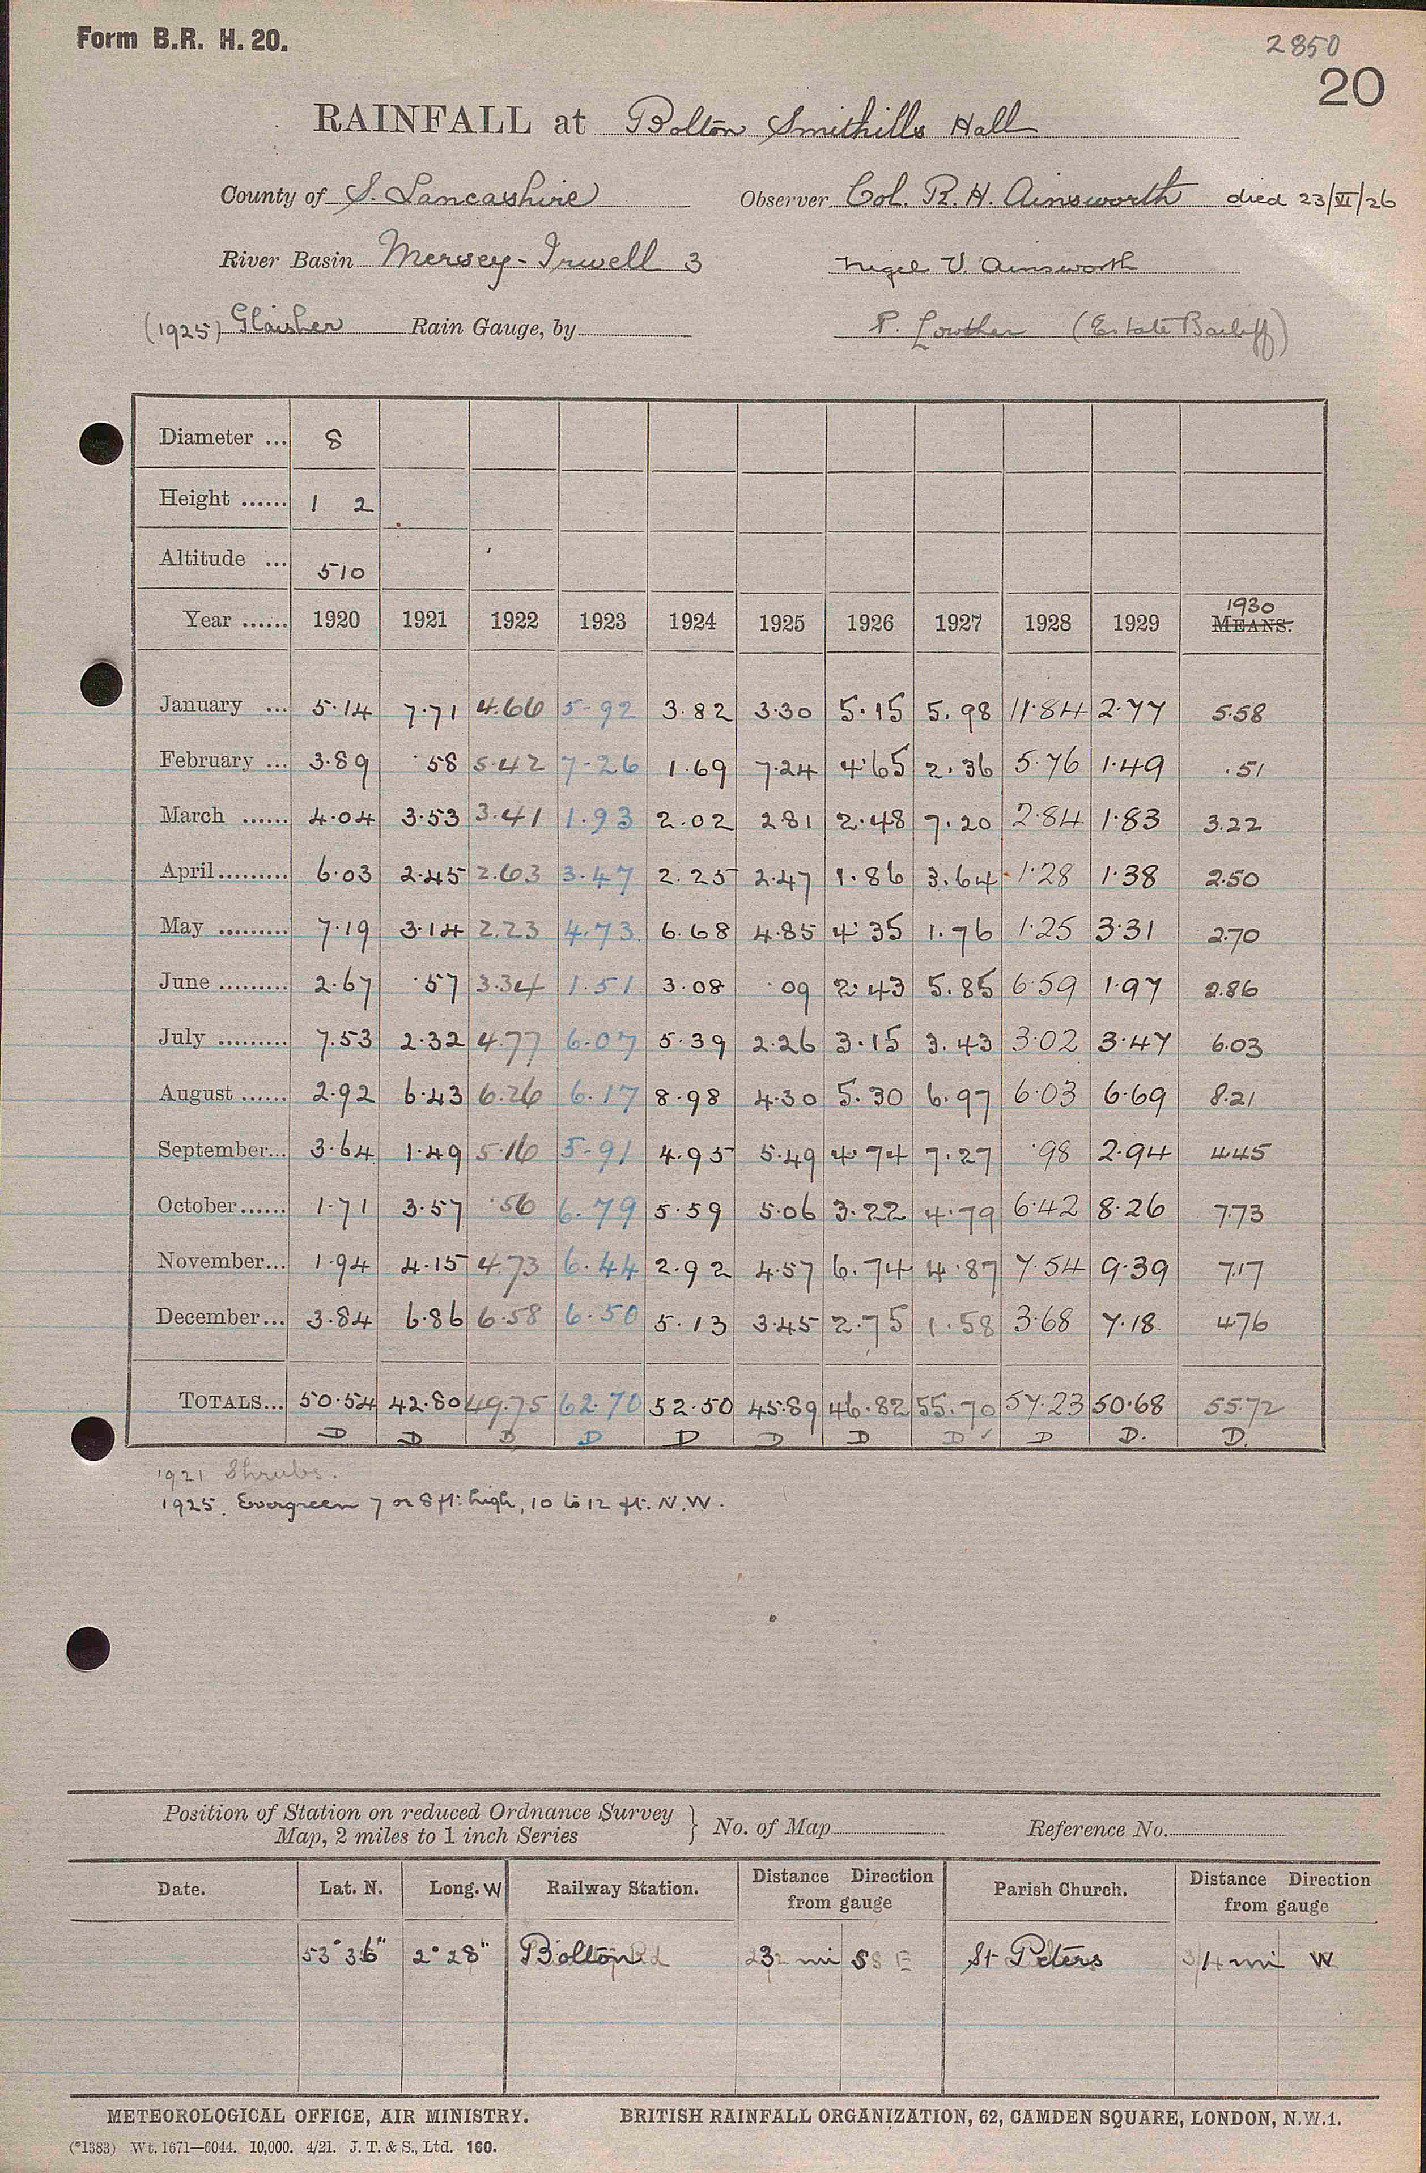 Form B.R. H. 20.
2850
20
RAINFALL at Bolton Smithills Hall
County of S. Lancashire Observer Col. R. H. Ainsworth died 23/VI/26
River Basin Mersey-Irwell 3 Nigel V. Ainsworth
(1925) Glaisher Rain Gauge, by P. Lowther (Estate Bailiff)
Diameter ... 8
Height ...... 1 2
Altitude ... 510
1930
Year ...... 1920 1921 1922 1923 1924 1925 1926 1927 1928 1929 MEANS.
January ... 5.14 7.71 4.66 5.92 3.82 3.30 5.15 5.98 11.84 2.77 5.58
February ... 3.89 .58 5.42 7.26 1.69 7.24 4.65 2.36 5.76 1.49 .51
March ...... 4.04 3.53 3.41 1.93 2.02 2.81 2.48 7.20 2.84 1.83 3.22
April......... 6.03 2.45 2.63 3.47 2.25 2.47 1.86 3.64 1.28 1.38 2.50
May ......... 7.19 3.14 2.23 4.73 6.68 4.85 4.35 1.76 1.25 3.31 2.70
June ......... 2.67 .57 3.34 1.51 3.08 .09 2.43 5.85 6.59 1.97 2.86
July ......... 7.53 2.32 4.77 6.07 5.39 2.26 3.15 3.43 3.02 3.47 6.03
August ...... 2.92 6.43 6.26 6.17 8.98 4.30 5.30 6.97 6.03 6.69 8.21
September... 3.64 1.49 5.16 5.91 4.95 5.49 4.74 7.27 .98 2.94 4.45
October...... 1.71 3.57 .56 6.79 5.59 5.06 3.22 4.79 6.42 8.26 7.73
November... 1.94 4.15 4.73 6.44 2.92 4.57 6.74 4.87 7.54 9.39 7.17
December... 3.84 6.86 6.58 6.50 5.13 3.45 2.75 1.58 3.68 7.18 4.76
TOTALS... 50.54 42.80 49.75 62.70 52.50 45.89 46.82 55.70 57.23 50.68 55.72
D D D D D D D D ✓ D D. D.
1921 Shrubs.
1925. Evergreen 7 or 8 ft. high, 10 to 12 ft. N.W.
Position of Station on reduced Ordnance Survey
Map, 2 miles to 1 inch Series } No. of Map Reference No.
Date. Lat. N. Long. W Railway Station. Distance Direction from gauge Parish Church. Distance Direction from gauge
53°36" 2°28" Bolton mi St Peters 3/4 mi W
METEOROLOGICAL OFFICE, AIR MINISTRY. BRITISH RAINFALL ORGANIZATION, 62, CAMDEN SQUARE, LONDON, N.W.1.
(*1383) Wt. 1671—6044. 10,000. 4/21. J. T. & S., Ltd. 160.